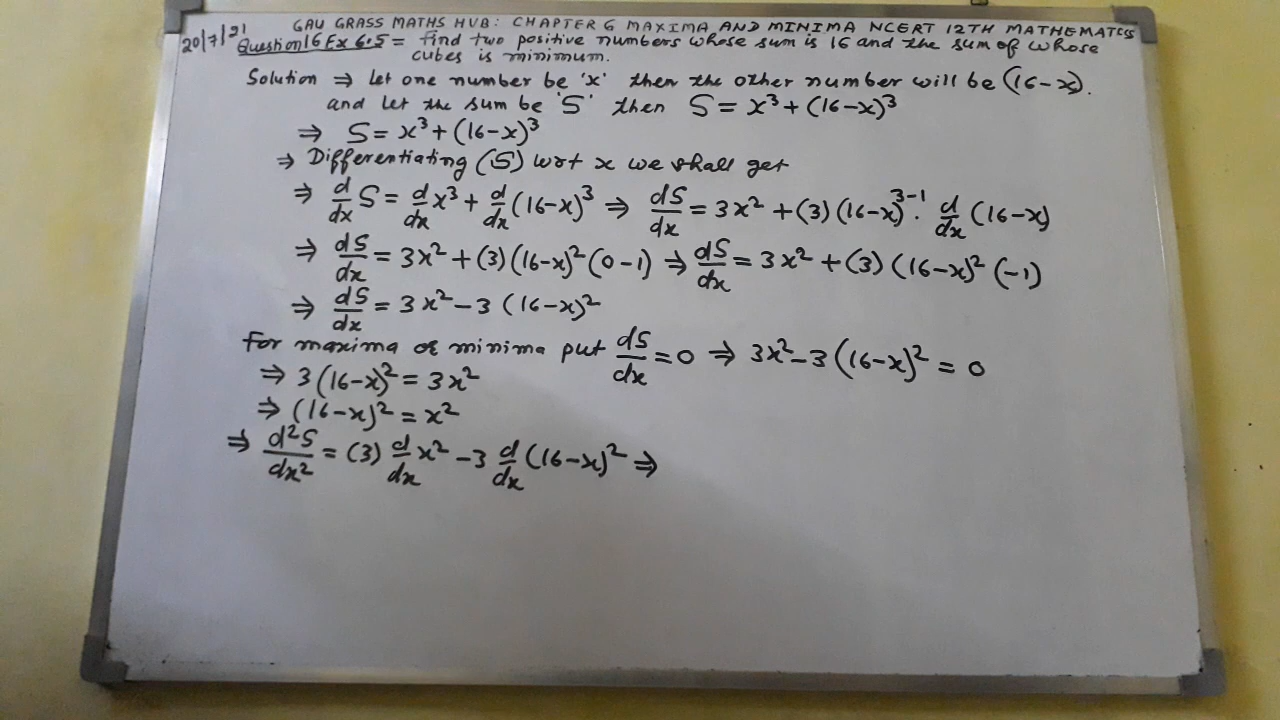 GAU GRASS MATHS HUB: CHAPTER 6 MAXIMA AND MINIMA NCERT 12TH MATHEMATICS
20/7/21 Question 16 Ex 6.5 = Find two positive numbers whose sum is 16 and the sum of whose
cubes is minimum.
Solution ⇒ Let one number be 'x' then the other number will be (16-x).
and let the sum be 'S' then S = x³ + (16-x)³
⇒ S = x³ + (16-x)³
⇒ Differentiating (S) wrt x we shall get
⇒ d/dx S = d/dx x³ + d/dx (16-x)³ ⇒ dS/dx = 3x² + (3)(16-x)³⁻¹. d/dx (16-x)
⇒ dS/dx = 3x² + (3)(16-x)² (0-1) ⇒ dS/dx = 3x² + (3) (16-x)² (-1)
⇒ dS/dx = 3x² - 3 (16-x)²
For maxima or minima put dS/dx = 0 ⇒ 3x² - 3(16-x)² = 0
⇒ 3(16-x)² = 3x²
⇒ (16-x)² = x²
⇒ d²S/dx² = (3) d/dx x² - 3 d/dx (16-x)² ⇒